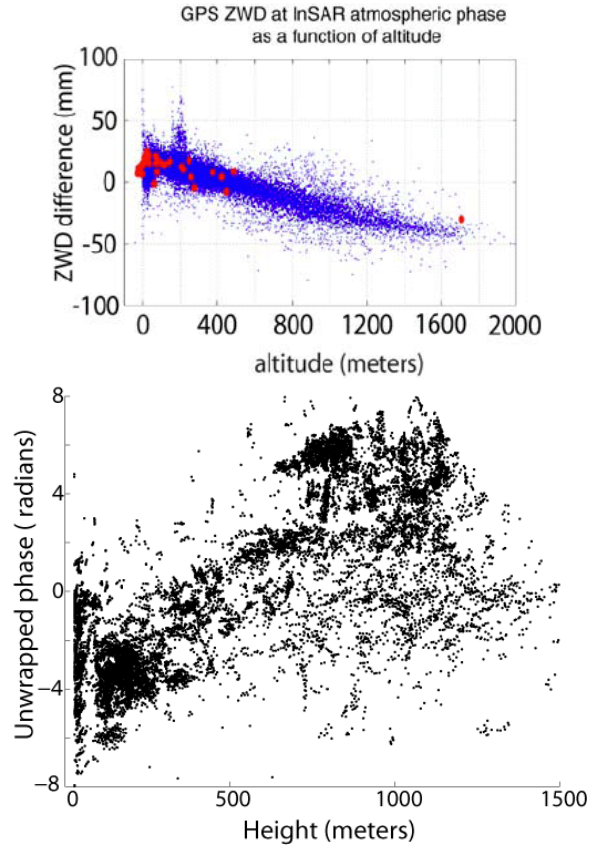 GPS ZWD at InSAR atmospheric phase
as a function of altitude
ZWD difference (mm)
100
50
0
-50
-100
0 400 800 1200 1600 2000
altitude (meters)
Unwrapped phase ( radians)
8
4
0
−4
−8
0 500 1000 1500
Height (meters)